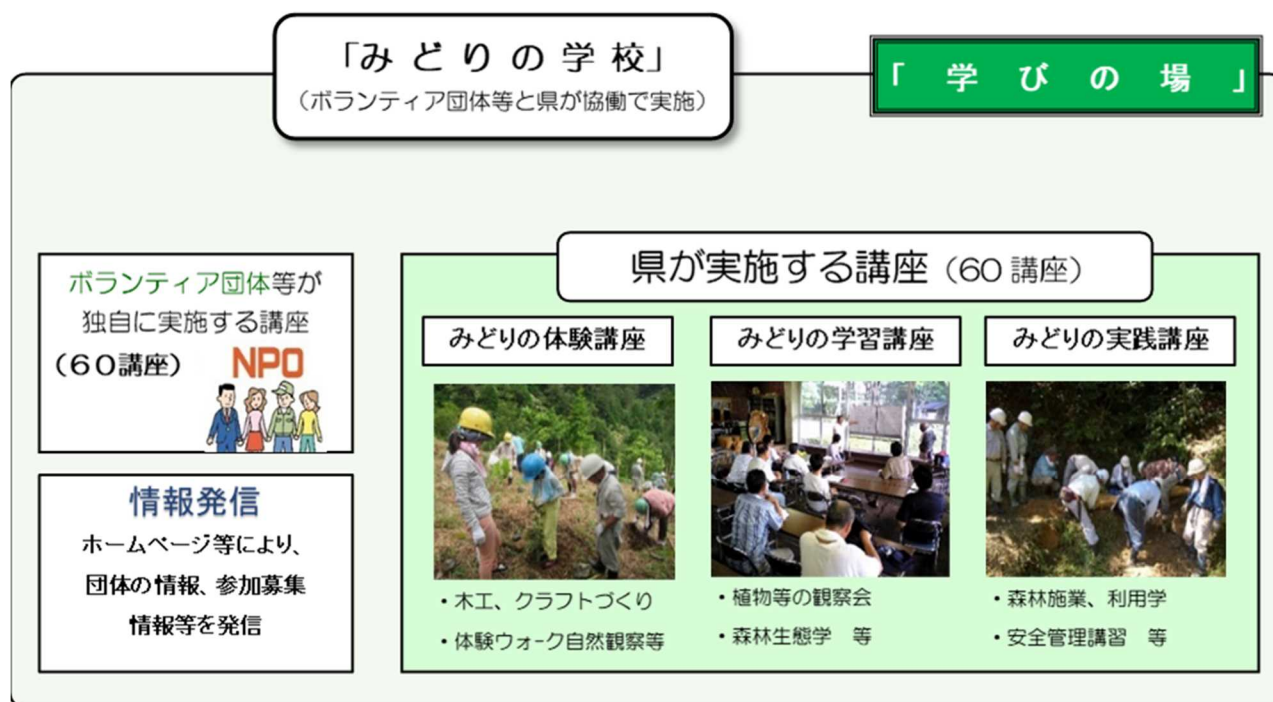 「みどりの学校」
（ボランティア団体等と県が協働で実施）
「学びの場」
ボランティア団体等が
独自に実施する講座
（６０講座）
NPO
情報発信
ホームページ等により、
団体の情報、参加募集
情報等を発信
県が実施する講座（60 講座）
みどりの体験講座
・木工、クラフトづくり
・体験ウォーク自然観察等
みどりの学習講座
・植物等の観察会
・森林生態学　等
みどりの実践講座
・森林施業、利用学
・安全管理講習　等